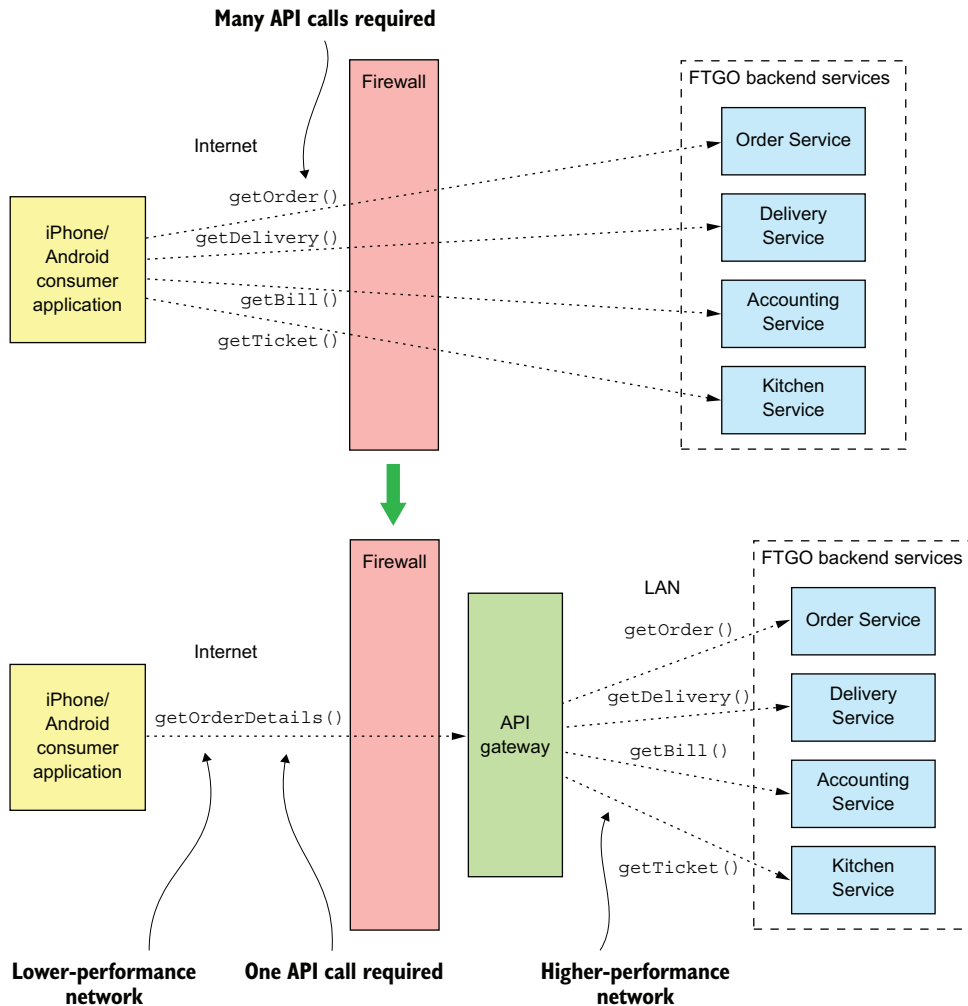 Many API calls required
Firewall
FTGO backend services
Order Service
Internet
getOrder()
iPhone/
Android
consumer
application
getDelivery()
Delivery
Service
getBill()
Accounting
Service
getTicket()
Kitchen
Service
Firewall
FTGO backend services
LAN
Order Service
getOrder()
Internet
iPhone/
Android
consumer
application
getOrderDetails()
API
gateway
getDelivery()
Delivery
Service
getBill()
Accounting
Service
getTicket()
Kitchen
Service
Lower-performance
network
One API call required
Higher-performance
network